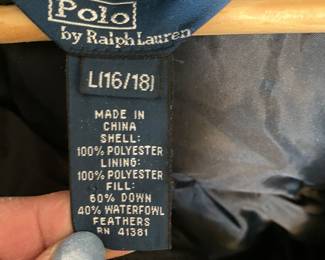 Polo
by Ralph Lauren
L(16/18)
MADE IN
CHINA
SHELL:
100% POLYESTER
LINING:
100% POLYESTER
FILL:
60% DOWN
40% WATERFOWL
FEATHERS
RN 41381